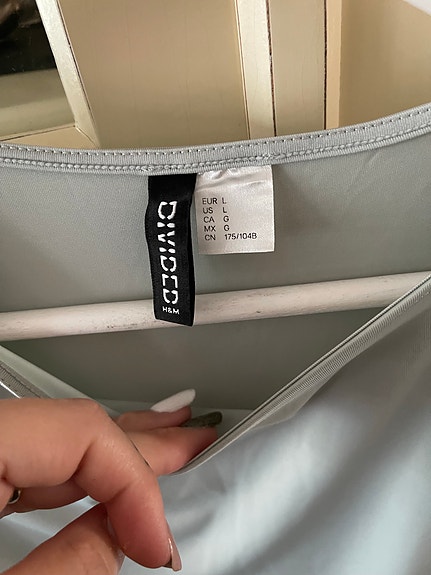 DIVIDED
H&M
EUR L
US L
CA G
MX G
CN 175/104B